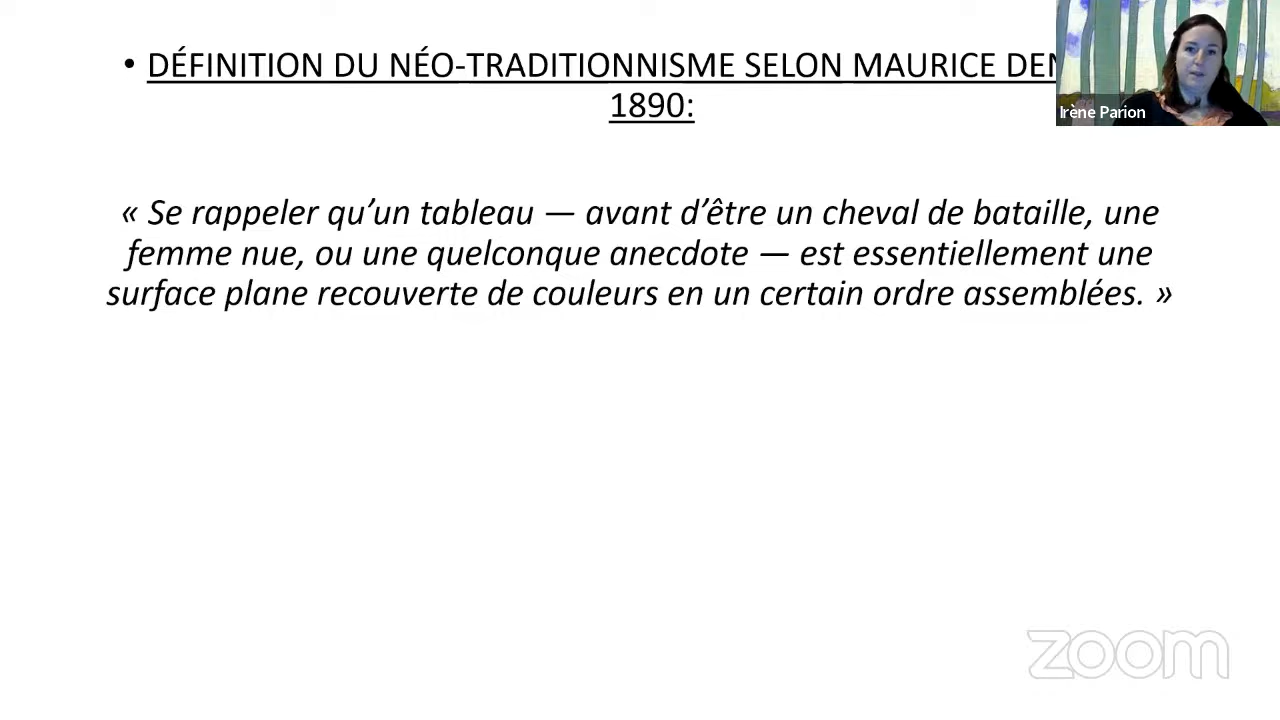 • DÉFINITION DU NÉO-TRADITIONNISME SELON MAURICE
1890:
Irène Parion
« Se rappeler qu’un tableau — avant d’être un cheval de bataille, une
femme nue, ou une quelconque anecdote — est essentiellement une
surface plane recouverte de couleurs en un certain ordre assemblées. »
zoom